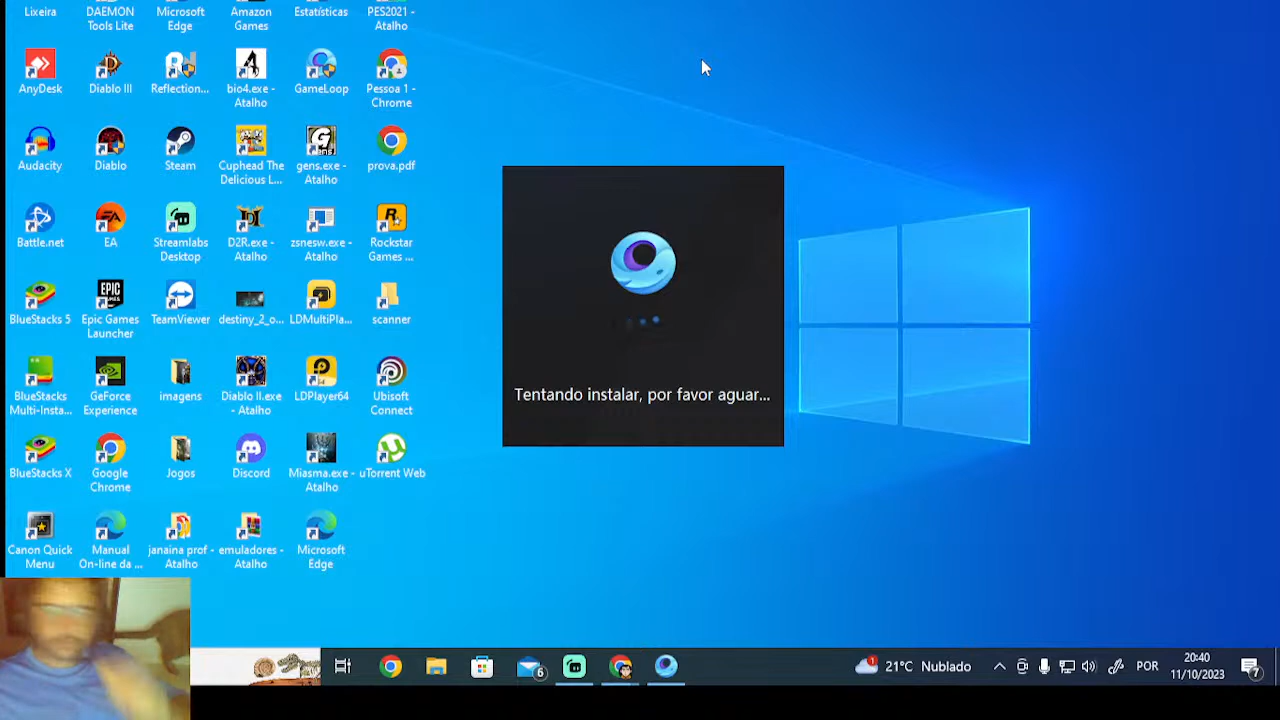 Lixeira
DAEMON
Tools Lite
Microsoft
Edge
Amazon
Games
Estatísticas
PES2021 -
Atalho
AnyDesk
Diablo III
Reflection...
bio4.exe -
Atalho
GameLoop
Pessoa 1 -
Chrome
Audacity
Diablo
Steam
Cuphead The
Delicious L...
gens.exe -
Atalho
prova.pdf
Battle.net
EA
Streamlabs
Desktop
D2R.exe -
Atalho
zsnesw.exe -
Atalho
Rockstar
Games ...
BlueStacks 5
Epic Games
Launcher
TeamViewer
destiny_2_o...
LDMultiPla...
scanner
BlueStacks
Multi-Insta...
GeForce
Experience
imagens
Diablo II.exe
- Atalho
LDPlayer64
Ubisoft
Connect
BlueStacks X
Google
Chrome
Jogos
Discord
Miasma.exe -
Atalho
uTorrent Web
Canon Quick
Menu
Manual
On-line da ...
janaina prof -
Atalho
emuladores -
Atalho
Microsoft
Edge
Tentando instalar, por favor aguar...
6
1
21°C Nublado
POR
20:40
11/10/2023
7